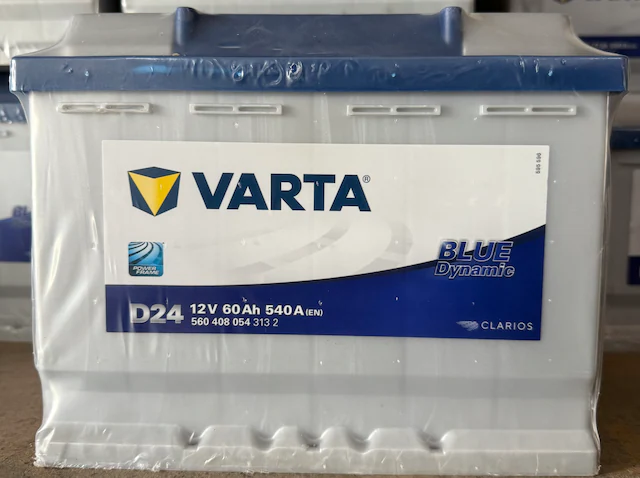 VARTA®
POWER
FRAME
BLUE
Dynamic
D24 12V 60Ah 540A (EN)
560 408 054 313 2
CLARIOS